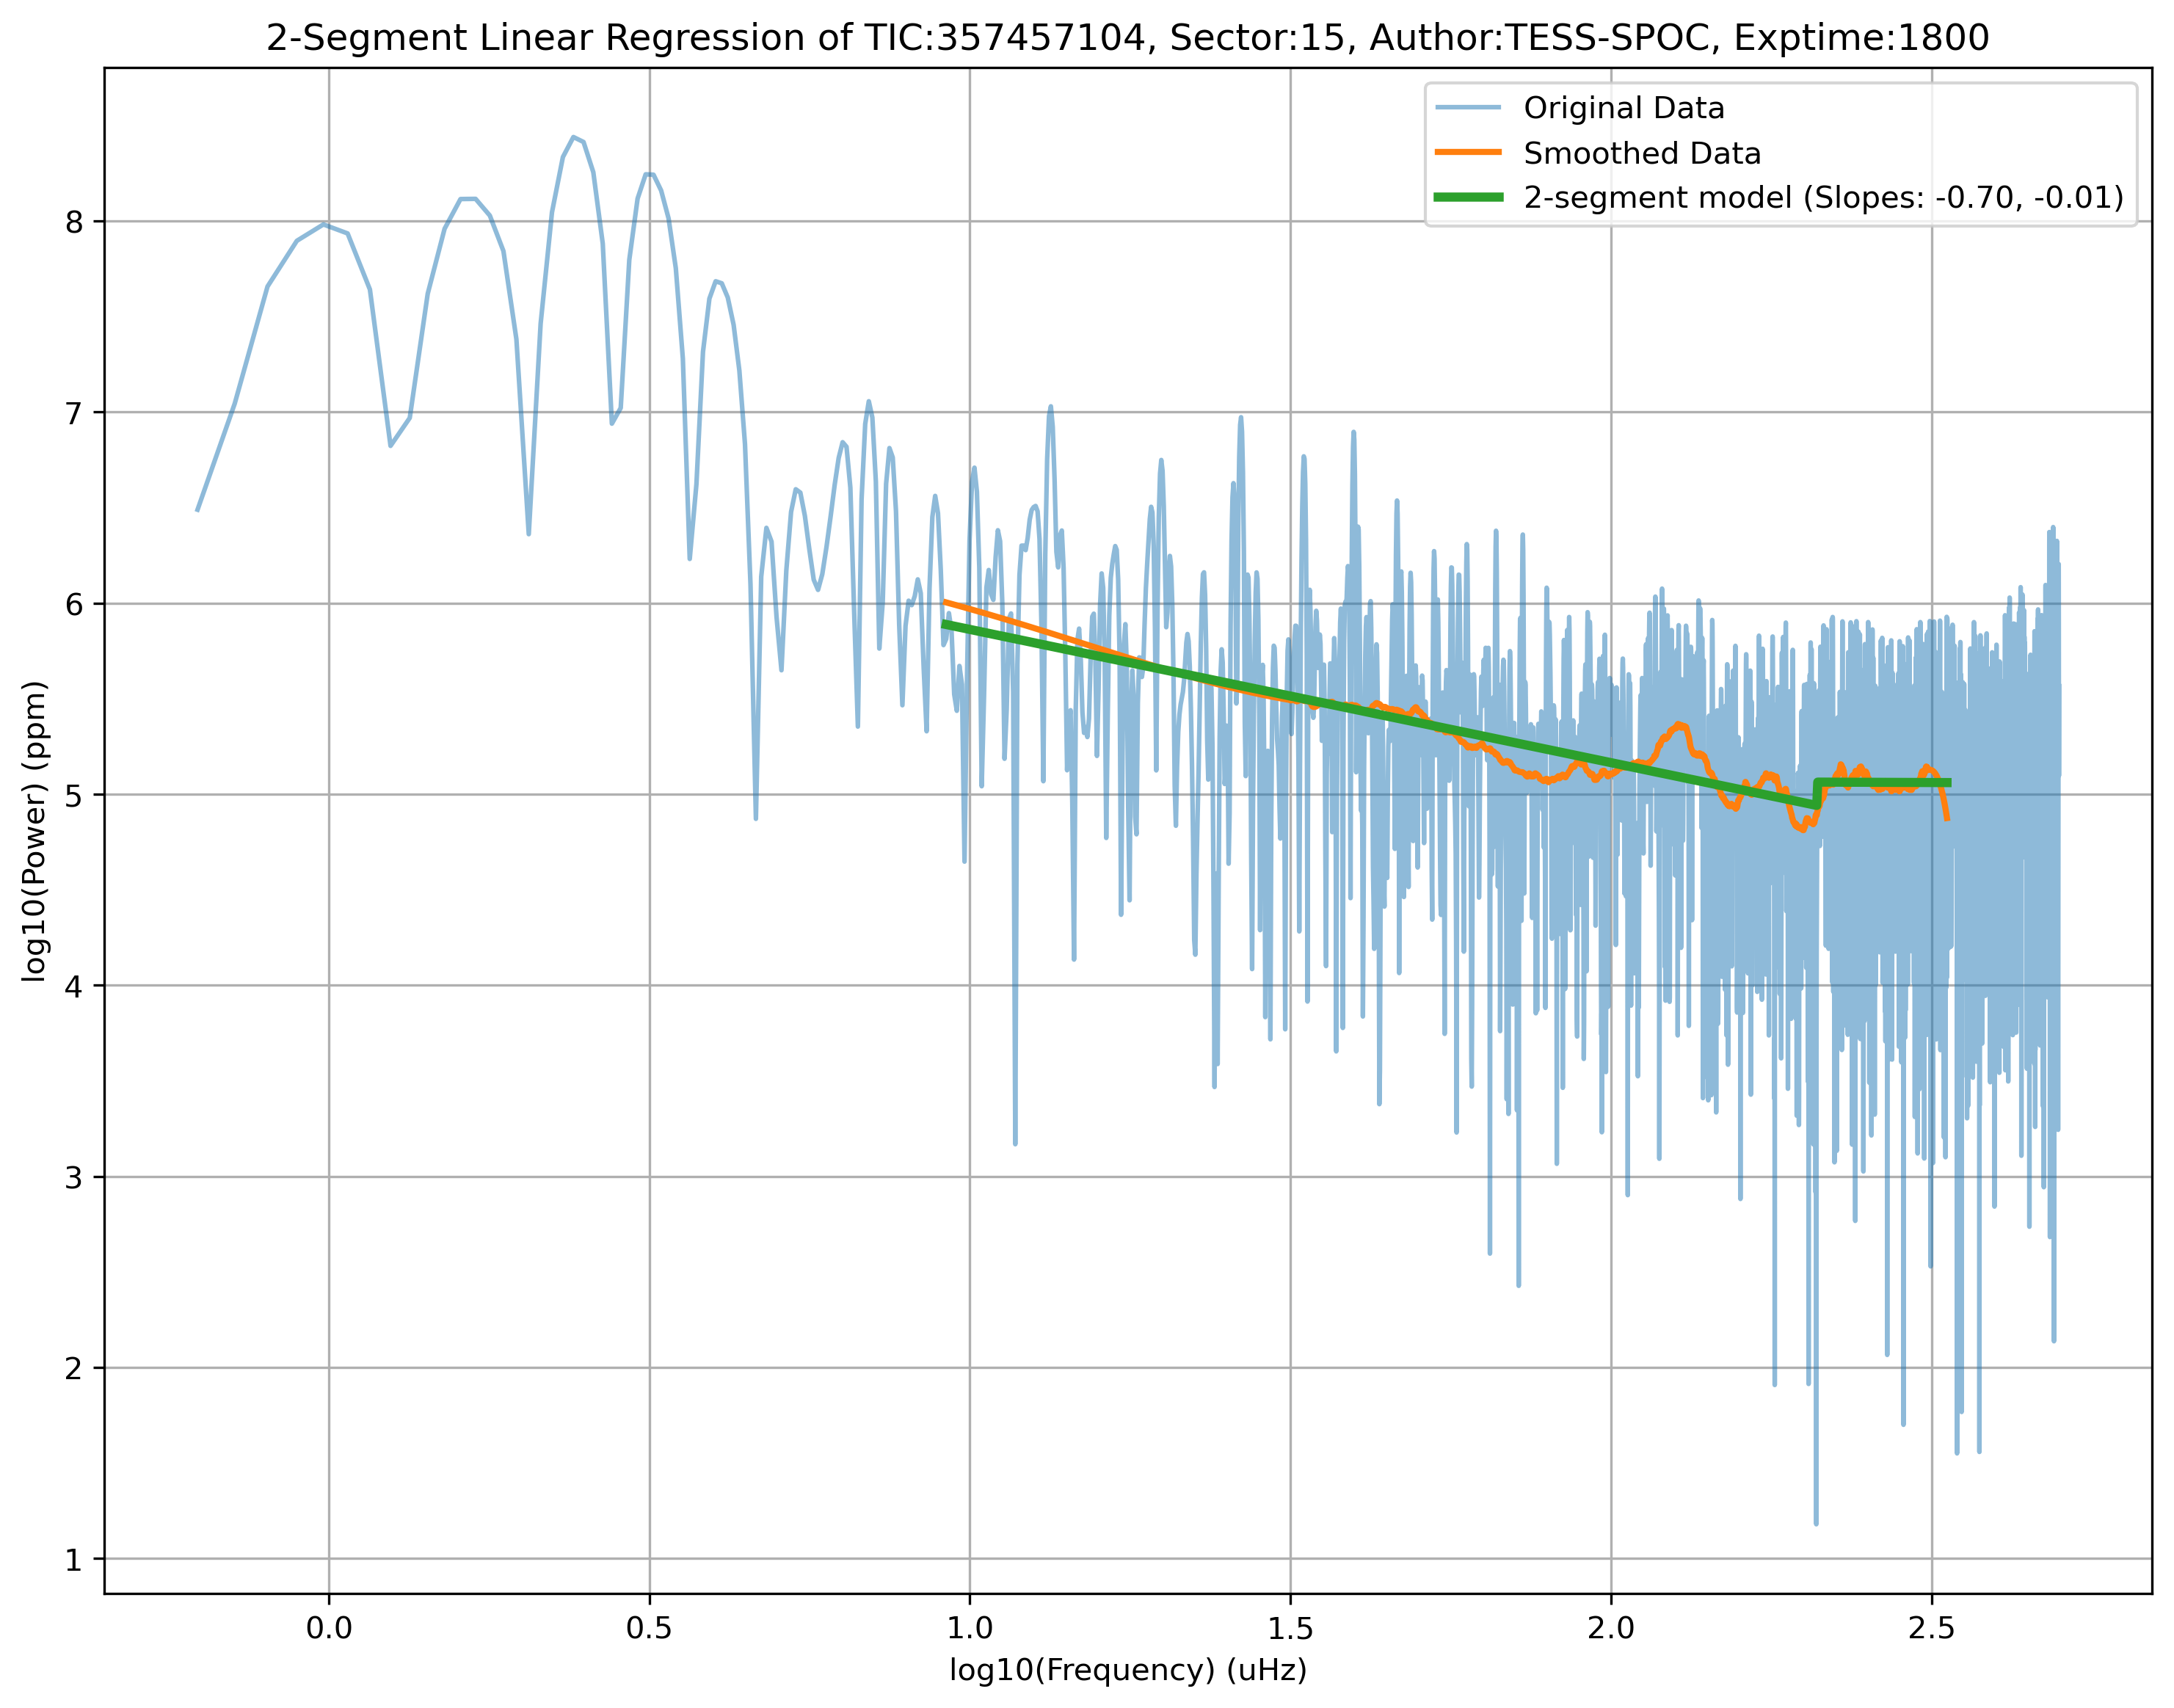 2-Segment Linear Regression of TIC:357457104, Sector:15, Author:TESS-SPOC, Exptime:1800
Original Data
Smoothed Data
2-segment model (Slopes: -0.70, -0.01)
log10(Power) (ppm)
8
7
6
5
4
3
2
1
0.0 0.5 1.0 1.5 2.0 2.5
log10(Frequency) (uHz)